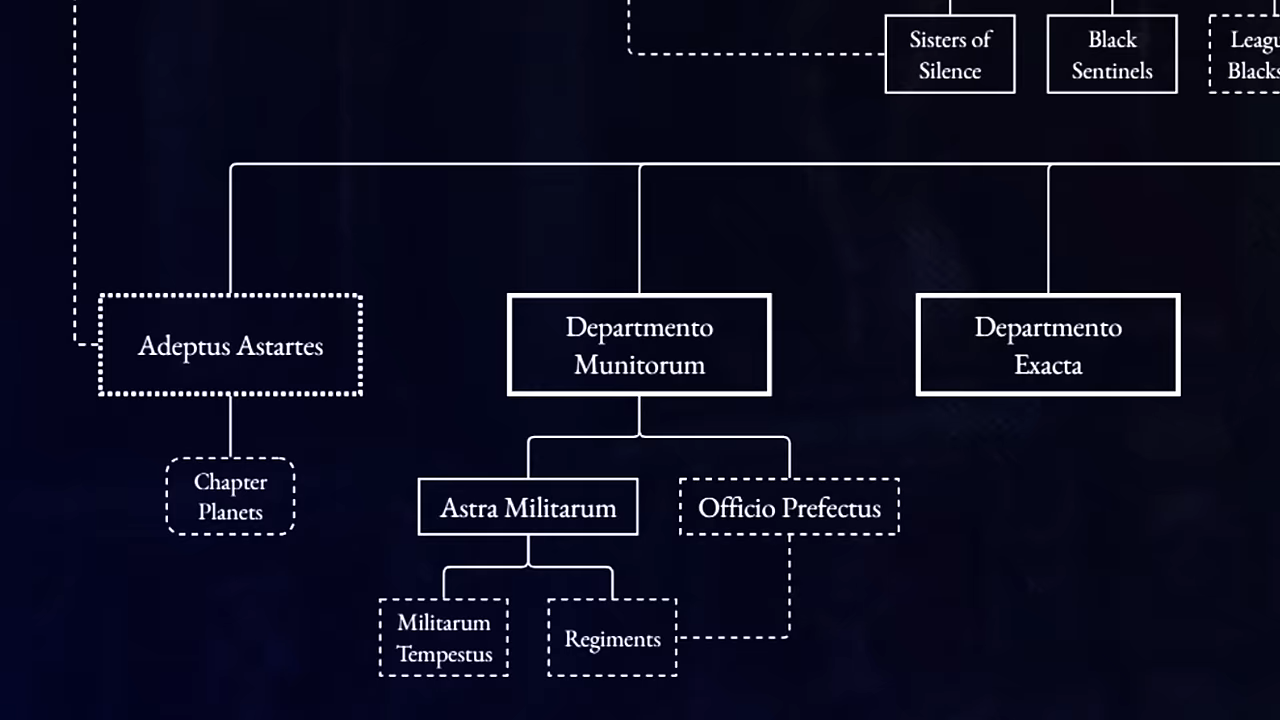 Sisters of
Silence
Black
Sentinels
Adeptus Astartes
Departmento
Munitorum
Departmento
Exacta
Chapter
Planets
Astra Militarum
Officio Prefectus
Militarum
Tempestus
Regiments